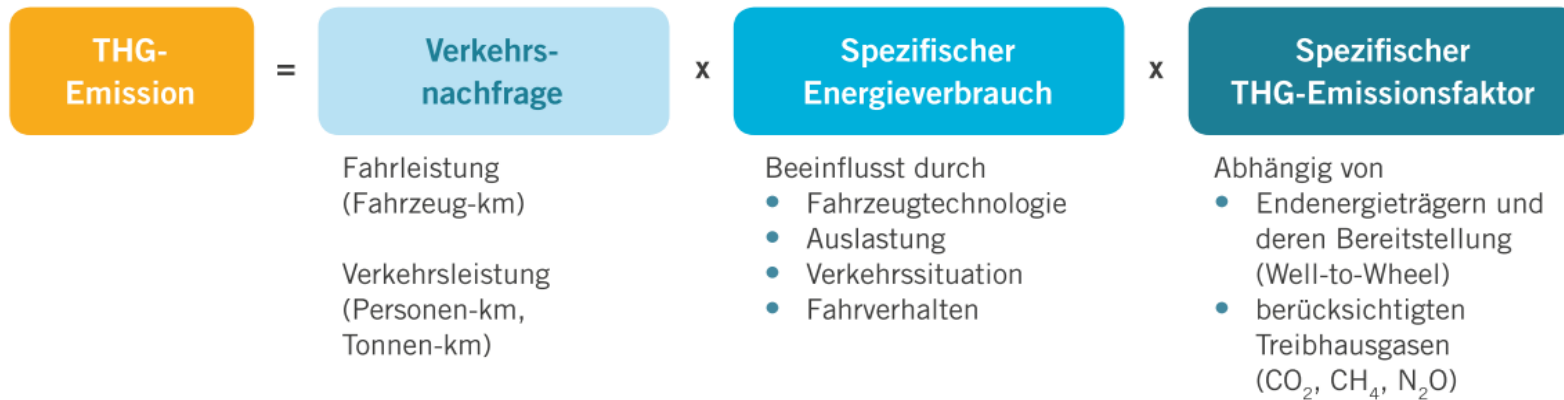 THG-
Emission
=
Verkehrs-
nachfrage
x
Spezifischer
Energieverbrauch
x
Spezifischer
THG-Emissionsfaktor
Fahrleistung
(Fahrzeug-km)
Verkehrsleistung
(Personen-km,
Tonnen-km)
Beeinflusst durch
• Fahrzeugtechnologie
• Auslastung
• Verkehrssituation
• Fahrverhalten
Abhängig von
• Endenergieträgern und
deren Bereitstellung
(Well-to-Wheel)
• berücksichtigten
Treibhausgasen
(CO₂, CH₄, N₂O)